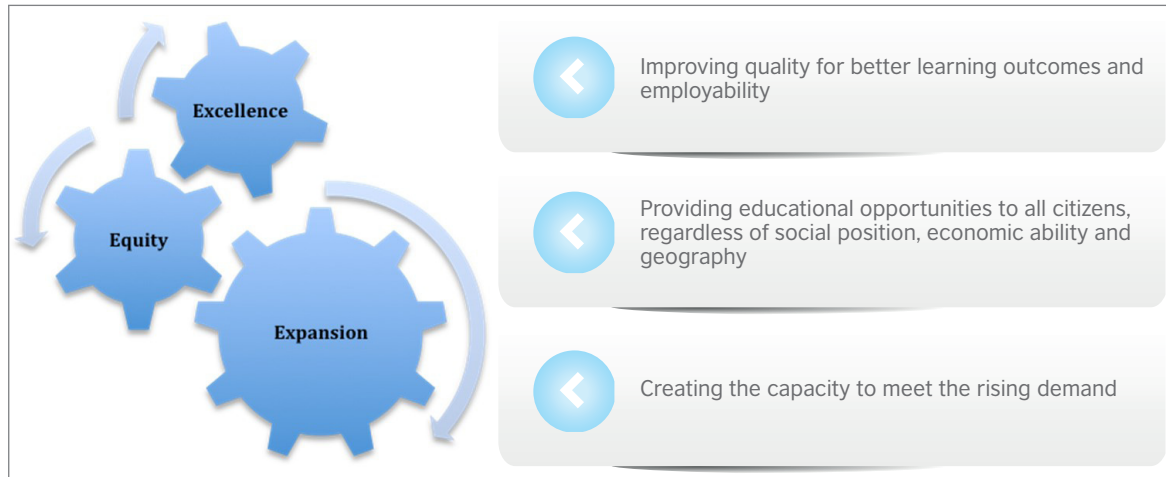 Excellence
Equity
Expansion
Improving quality for better learning outcomes and
employability
Providing educational opportunities to all citizens,
regardless of social position, economic ability and
geography
Creating the capacity to meet the rising demand